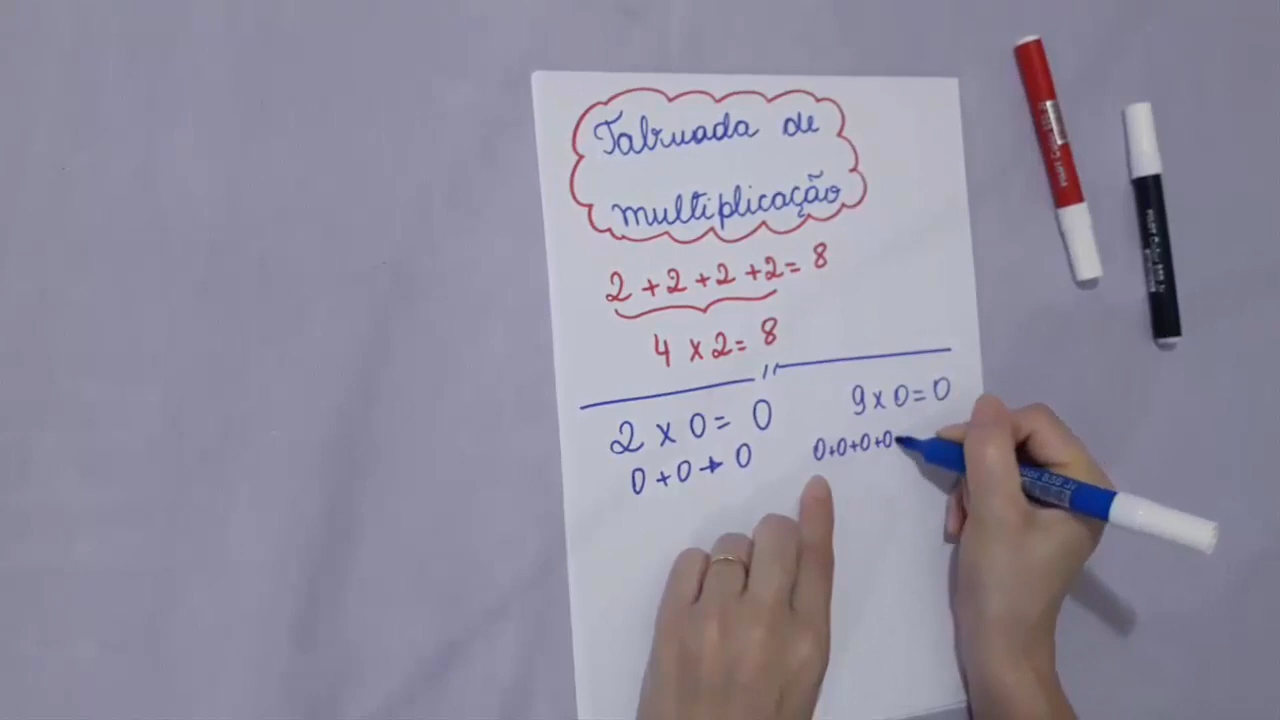 Tabuada de
multiplicação
2 + 2 + 2 + 2 = 8
4 x 2 = 8
2 x 0 = 0
0 + 0 + 0
9 x 0 = 0
0+0+0+0